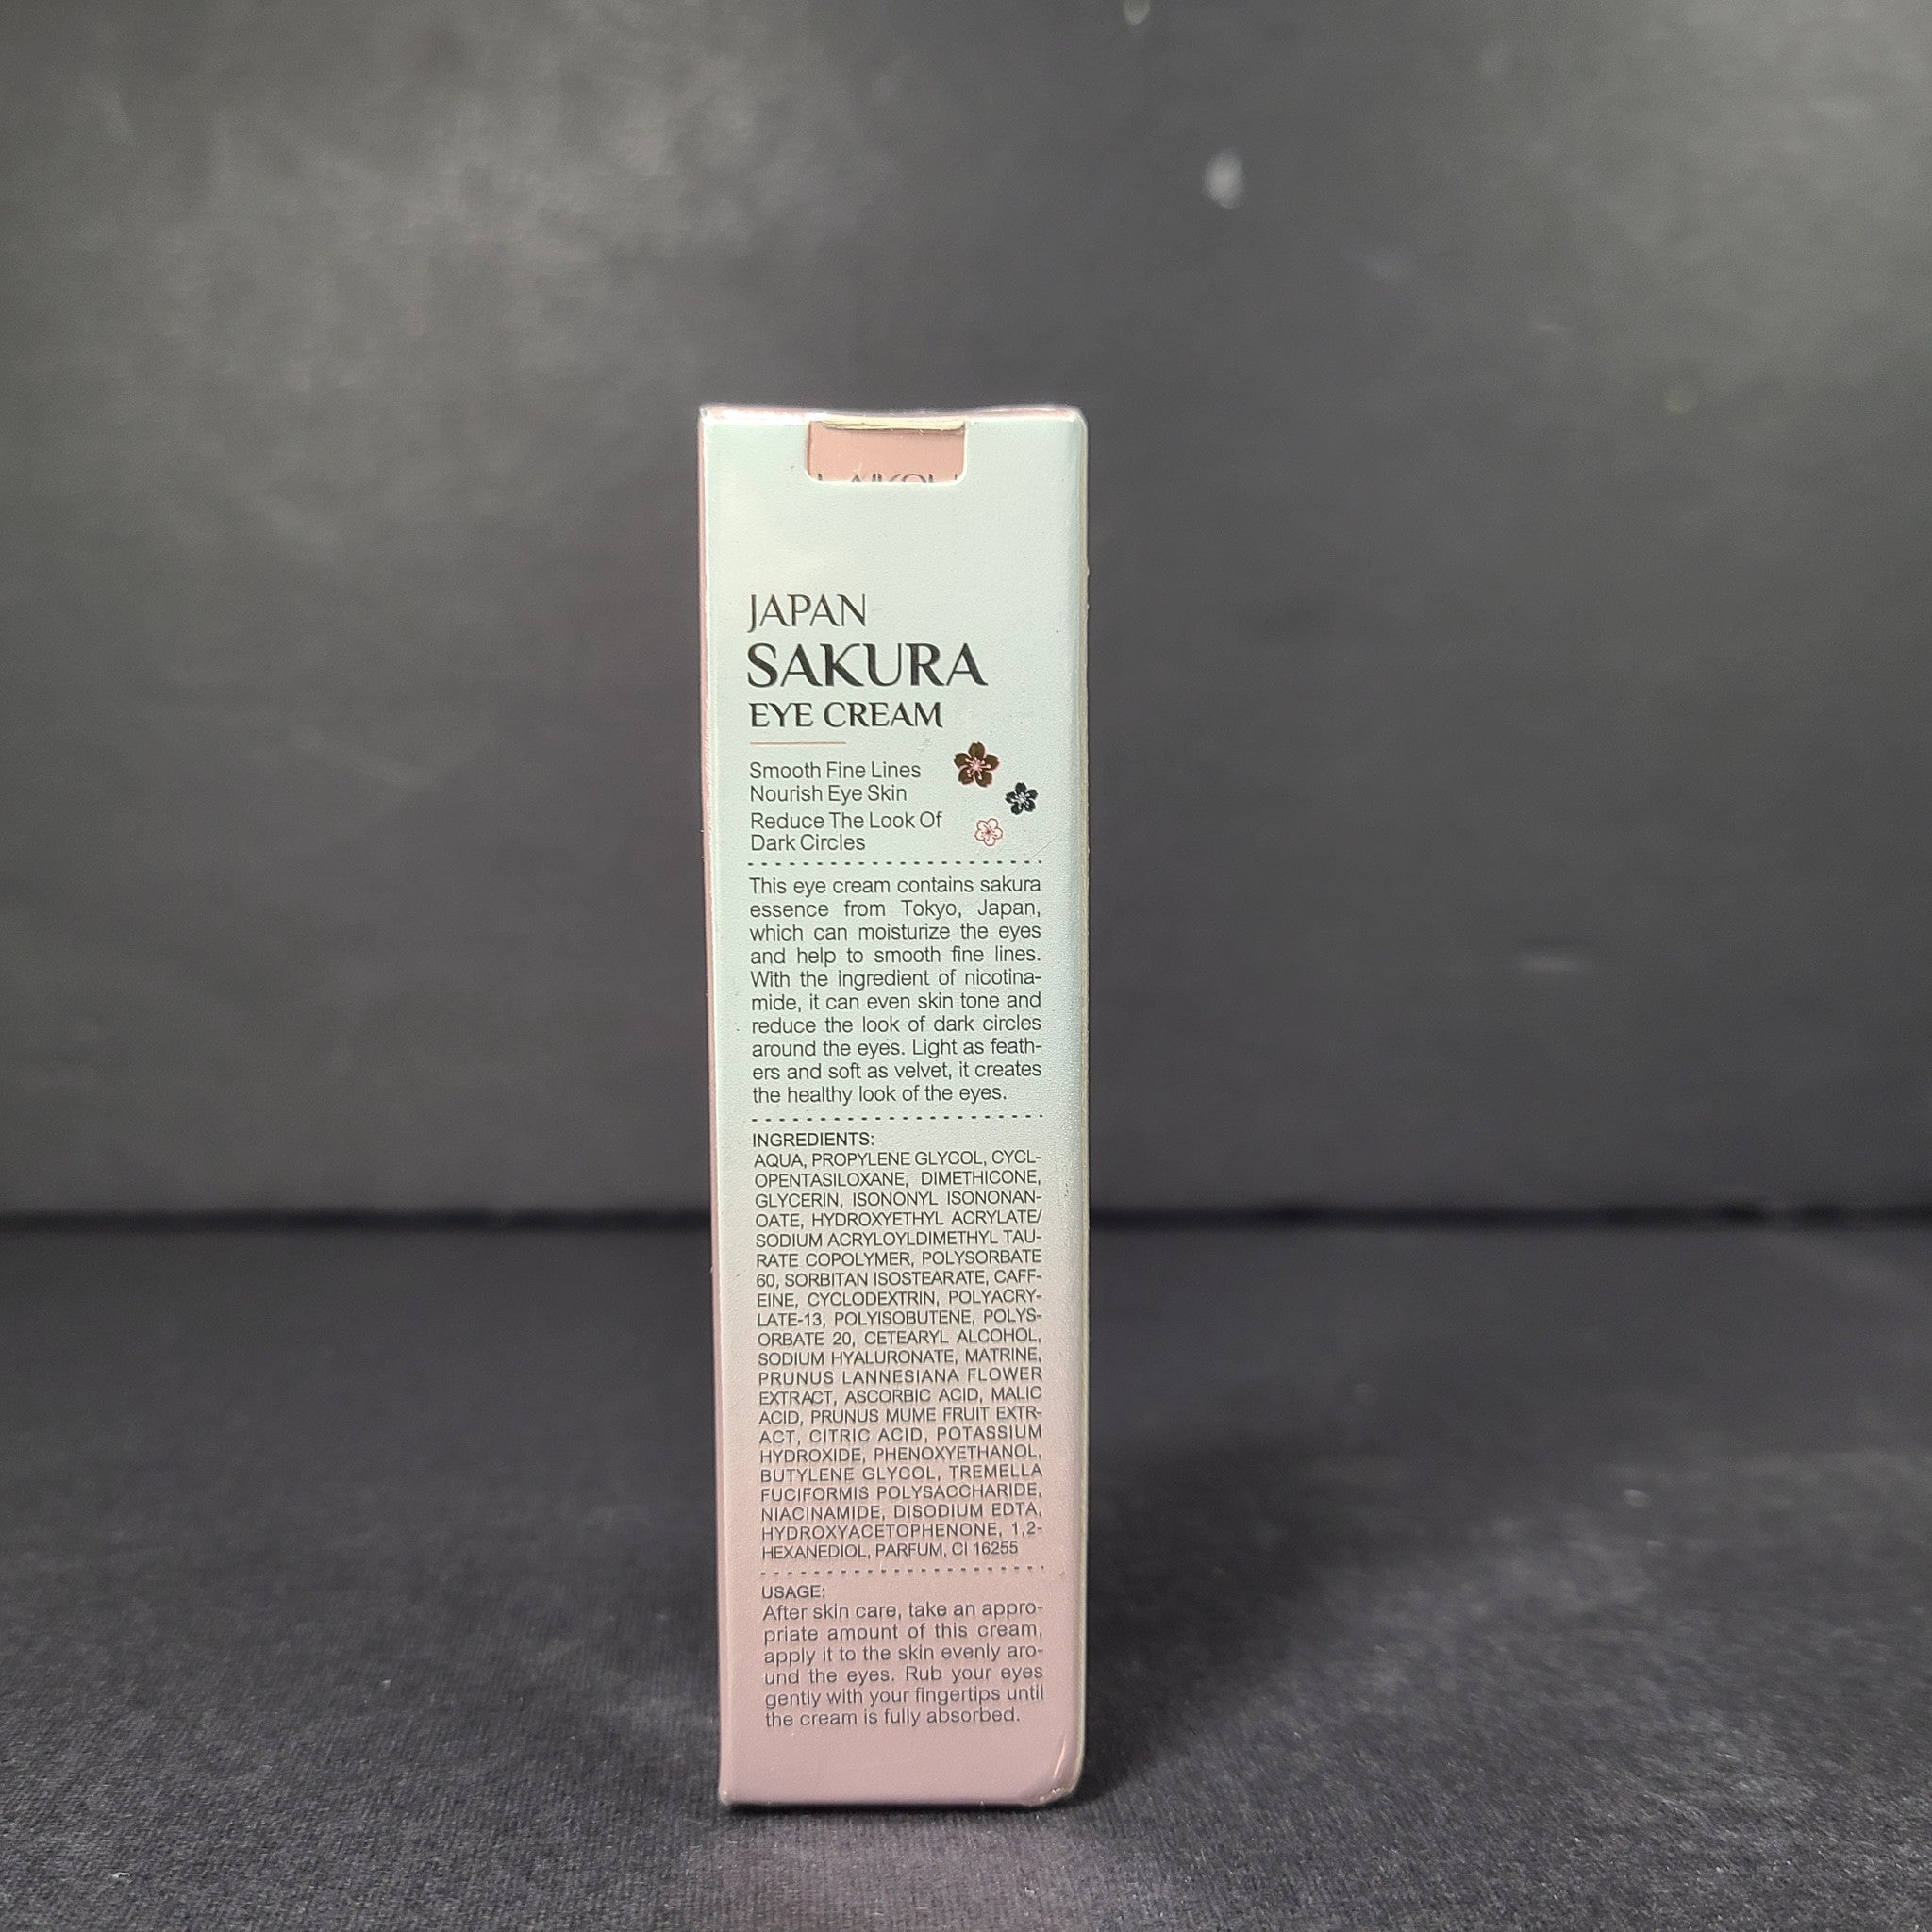 JAPAN
SAKURA
EYE CREAM
Smooth Fine Lines
Nourish Eye Skin
Reduce The Look Of
Dark Circles
This eye cream contains sakura
essence from Tokyo, Japan,
which can moisturize the eyes
and help to smooth fine lines.
With the ingredient of nicotina-
mide, it can even skin tone and
reduce the look of dark circles
around the eyes. Light as feath-
ers and soft as velvet, it creates
the healthy look of the eyes.
INGREDIENTS:
AQUA, PROPYLENE GLYCOL, CYCL-
OPENTASILOXANE, DIMETHICONE,
GLYCERIN, ISONONYL ISONONAN-
OATE, HYDROXYETHYL ACRYLATE/
SODIUM ACRYLOYLDIMETHYL TAU-
RATE COPOLYMER, POLYSORBATE
60, SORBITAN ISOSTEARATE, CAFF-
EINE, CYCLODEXTRIN, POLYACRY-
LATE-13, POLYISOBUTENE, POLYS-
ORBATE 20, CETEARYL ALCOHOL,
SODIUM HYALURONATE, MATRINE,
PRUNUS LANNESIANA FLOWER
EXTRACT, ASCORBIC ACID, MALIC
ACID, PRUNUS MUME FRUIT EXTR-
ACT, CITRIC ACID, POTASSIUM
HYDROXIDE, PHENOXYETHANOL,
BUTYLENE GLYCOL, TREMELLA
FUCIFORMIS POLYSACCHARIDE,
NIACINAMIDE, DISODIUM EDTA,
HYDROXYACETOPHENONE, 1,2-
HEXANEDIOL, PARFUM, CI 16255
USAGE:
After skin care, take an appro-
priate amount of this cream,
apply it to the skin evenly aro-
und the eyes. Rub your eyes
gently with your fingertips until
the cream is fully absorbed.